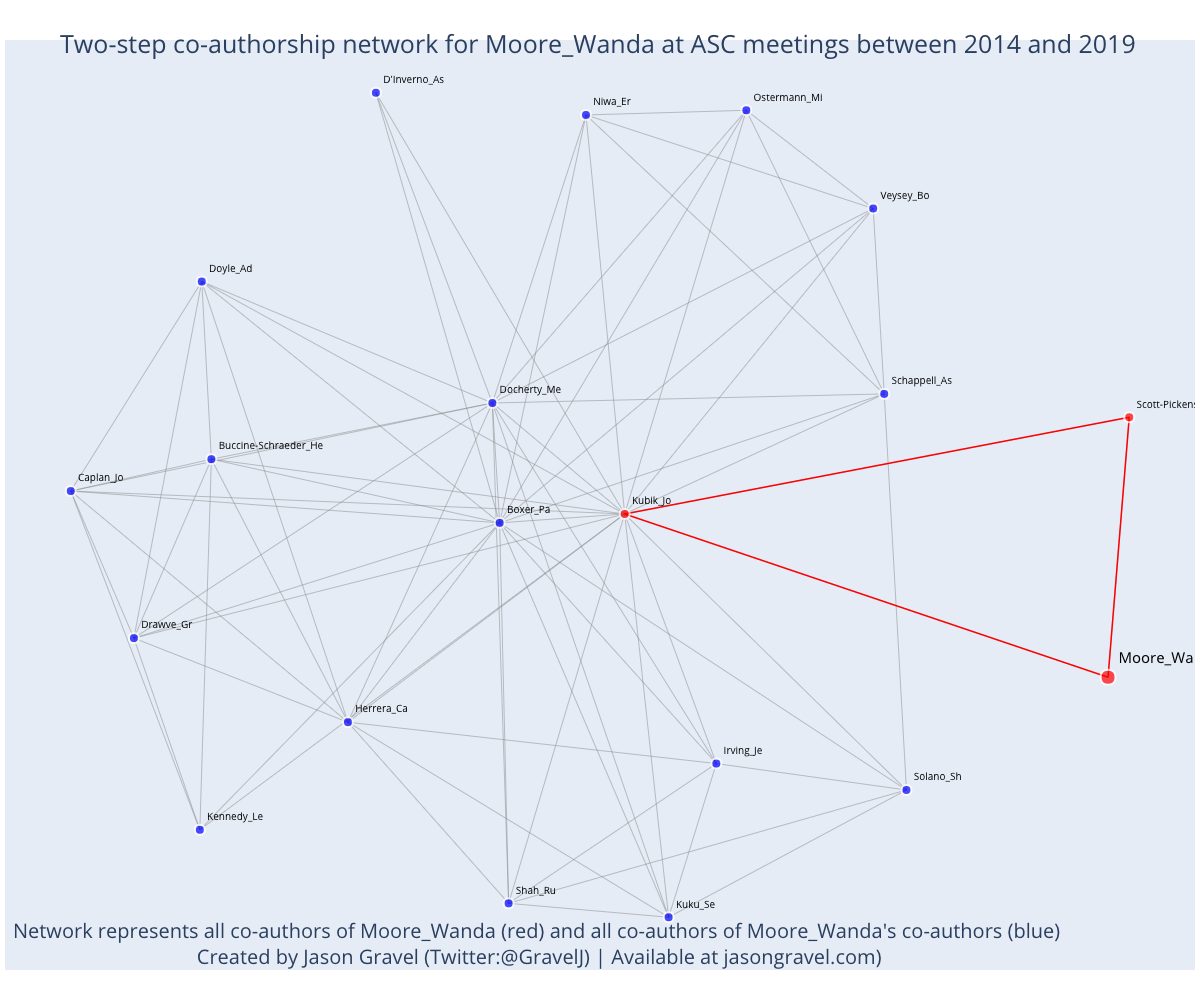 Two-step co-authorship network for Moore_Wanda at ASC meetings between 2014 and 2019
D'Inverno_As
Niwa_Er
Ostermann_Mi
Veysey_Bo
Doyle_Ad
Schappell_As
Docherty_Me
Scott-Pickens
Buccine-Schraeder_He
Caplan_Jo
Kubik_Jo
Boxer_Pa
Drawve_Gr
Moore_Wa
Herrera_Ca
Irving_Je
Solano_Sh
Kennedy_Le
Shah_Ru
Kuku_Se
Network represents all co-authors of Moore_Wanda (red) and all co-authors of Moore_Wanda's co-authors (blue)
Created by Jason Gravel (Twitter:@GravelJ) | Available at jasongravel.com)